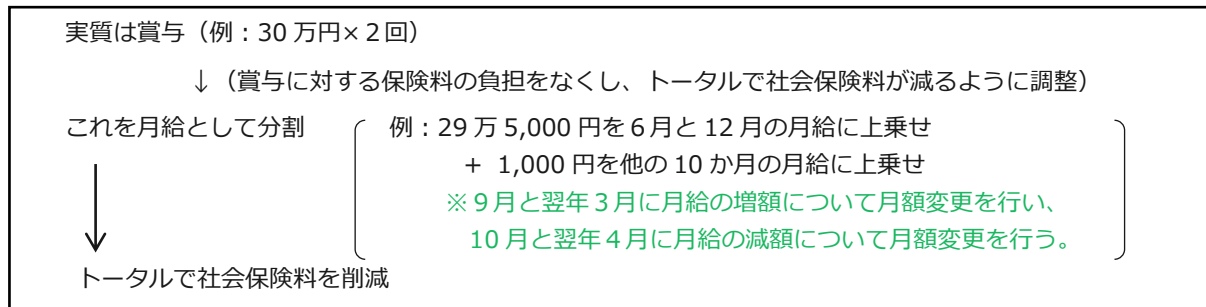 実質は賞与（例：30 万円×２回）
↓（賞与に対する保険料の負担をなくし、トータルで社会保険料が減るように調整）
これを月給として分割 例：29 万 5,000 円を６月と 12 月の月給に上乗せ
+ 1,000 円を他の 10 か月の月給に上乗せ
※９月と翌年３月に月給の増額について月額変更を行い、
10 月と翌年４月に月給の減額について月額変更を行う。
トータルで社会保険料を削減